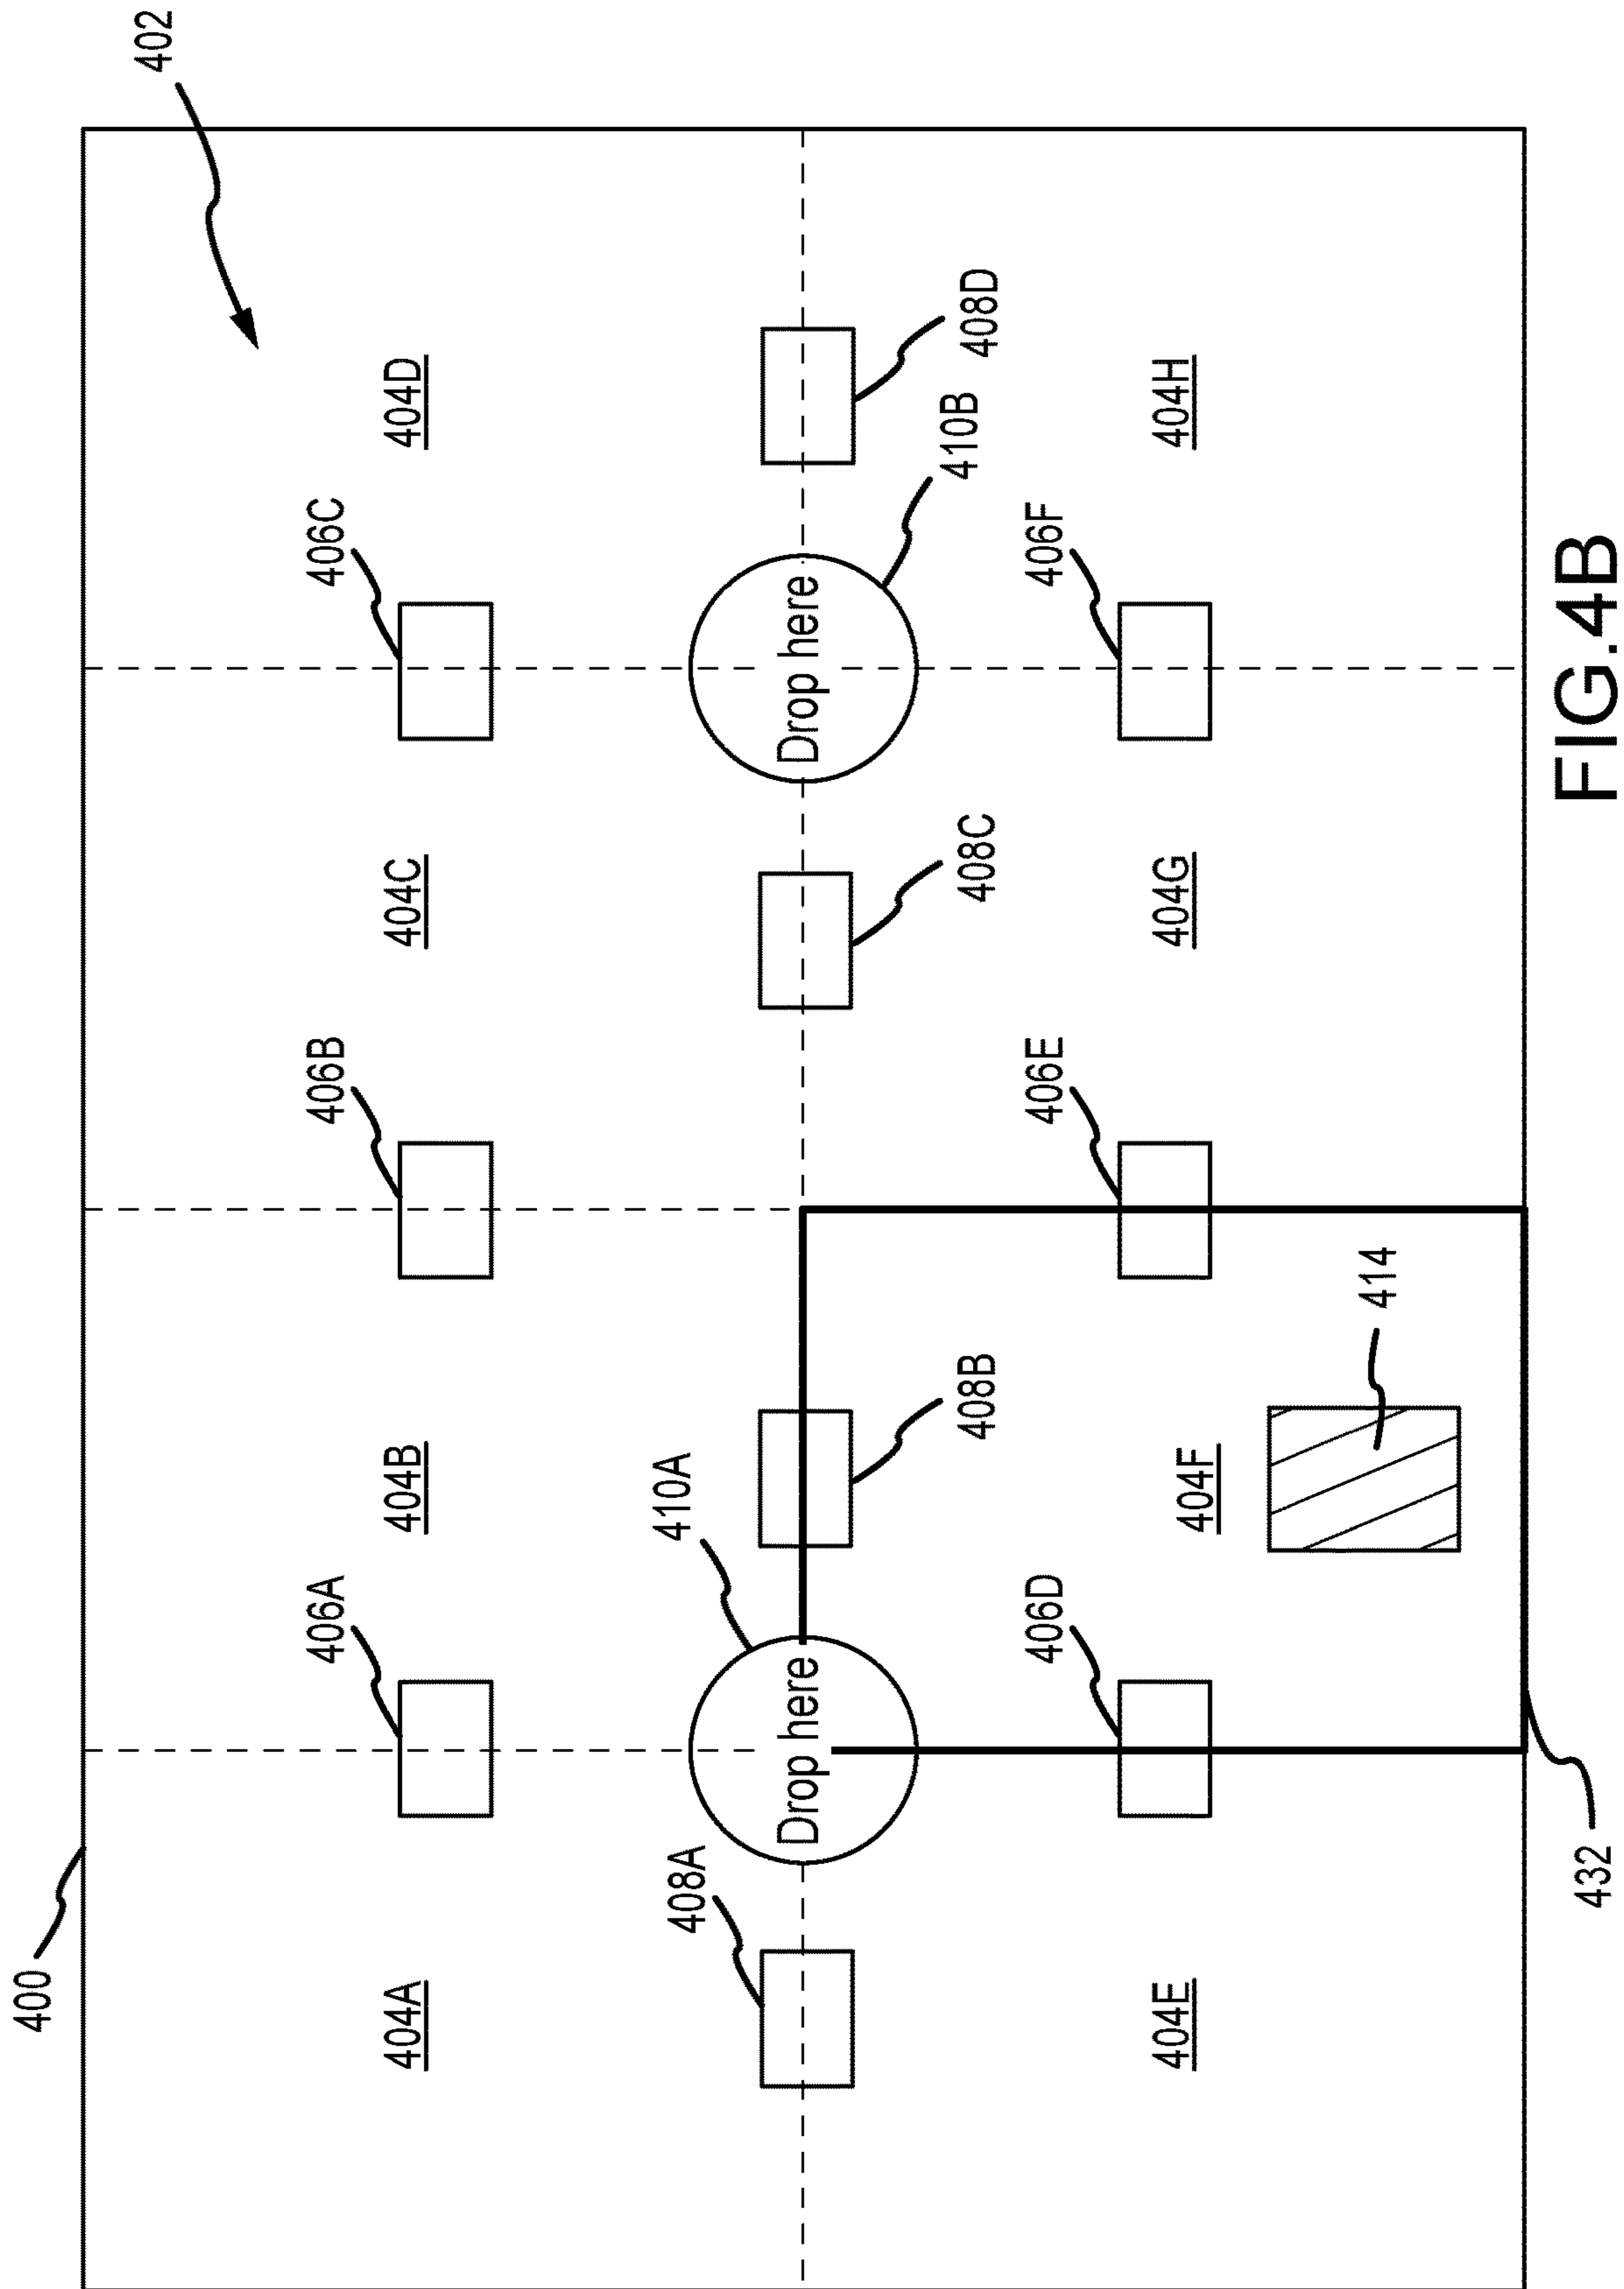 400
402
406A 406B 406C
404A 404B 404C 404D
408A 410A
Drop here Drop here
408B 408C 410B 408D
406D 406E 406F
404E 404F 404G 404H
414
432
FIG.4B